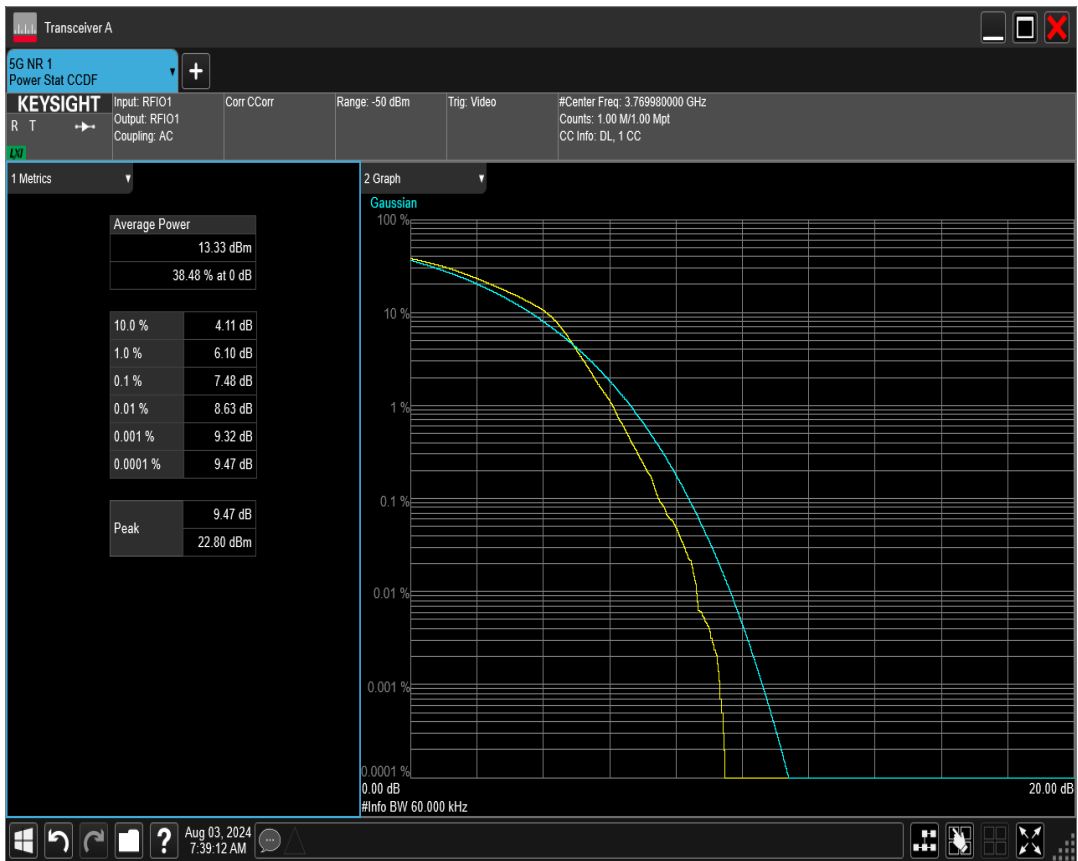 Transceiver A
5G NR 1
Power Stat CCDF
+
KEYSIGHT
R T
LXI
Input: RFIO1
Output: RFIO1
Coupling: AC
Corr CCorr
Range: -50 dBm
Trig: Video
#Center Freq: 3.769980000 GHz
Counts: 1.00 M/1.00 Mpt
CC Info: DL, 1 CC
1 Metrics
Average Power
13.33 dBm
38.48 % at 0 dB
10.0 % 4.11 dB
1.0 % 6.10 dB
0.1 % 7.48 dB
0.01 % 8.63 dB
0.001 % 9.32 dB
0.0001 % 9.47 dB
Peak
9.47 dB
22.80 dBm
2 Graph
Gaussian
100 %
10 %
1 %
0.1 %
0.01 %
0.001 %
0.0001 %
0.00 dB
20.00 dB
#Info BW 60.000 kHz
?
Aug 03, 2024
7:39:12 AM